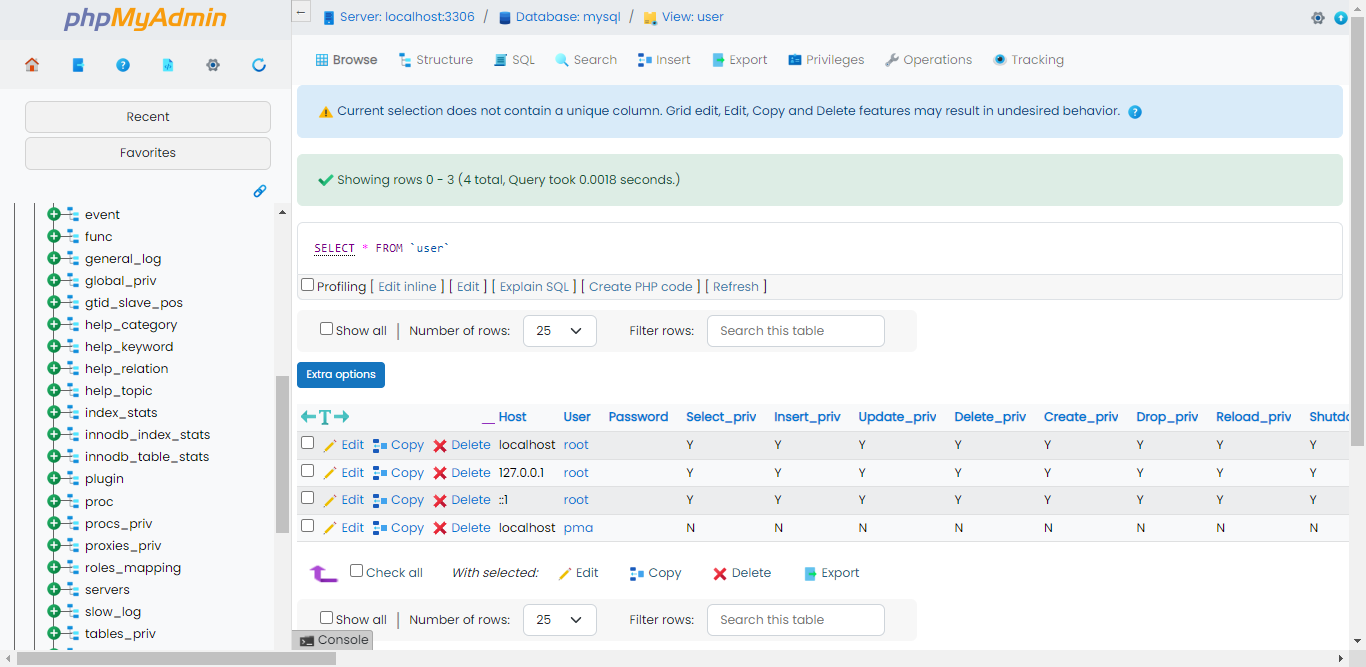 phpMyAdmin
Recent
Favorites
event
func
general_log
global_priv
gtid_slave_pos
help_category
help_keyword
help_relation
help_topic
index_stats
innodb_index_stats
innodb_table_stats
plugin
proc
procs_priv
proxies_priv
roles_mapping
servers
slow_log
tables_priv
← Server: localhost:3306 / Database: mysql / View: user
Browse Structure SQL Search Insert Export Privileges Operations Tracking
Current selection does not contain a unique column. Grid edit, Edit, Copy and Delete features may result in undesired behavior.
Showing rows 0 - 3 (4 total, Query took 0.0018 seconds.)
SELECT * FROM `user`
Profiling [ Edit inline ] [ Edit ] [ Explain SQL ] [ Create PHP code ] [ Refresh ]
Show all | Number of rows: 25 Filter rows: Search this table
Extra options
←T→ Host User Password Select_priv Insert_priv Update_priv Delete_priv Create_priv Drop_priv Reload_priv Shutdo
Edit Copy Delete localhost root Y Y Y Y Y Y Y Y
Edit Copy Delete 127.0.0.1 root Y Y Y Y Y Y Y Y
Edit Copy Delete ::1 root Y Y Y Y Y Y Y Y
Edit Copy Delete localhost pma N N N N N N N N
Check all With selected: Edit Copy Delete Export
Show all | Number of rows: 25 Filter rows: Search this table
Console